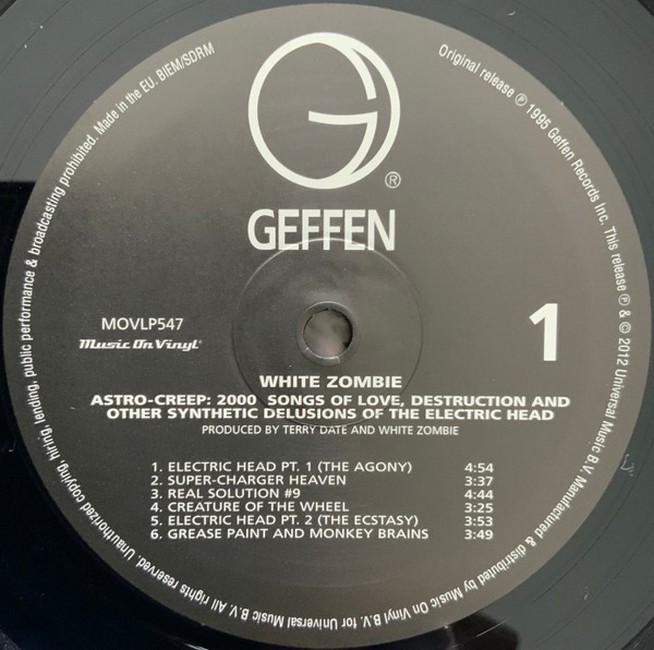 Original release ℗ 1995 Geffen Records Inc. This release ℗ & © 2012 Universal Music B.V. Manufactured & distributed by Music On Vinyl B.V. for Universal Music B.V. All rights reserved. Unauthorized copying, hiring, lending, public performance & broadcasting prohibited. Made in the EU. BIEM/SDRM
G
®
GEFFEN
MOVLP547
Music On Vinyl®
1
WHITE ZOMBIE
ASTRO-CREEP: 2000 SONGS OF LOVE, DESTRUCTION AND
OTHER SYNTHETIC DELUSIONS OF THE ELECTRIC HEAD
PRODUCED BY TERRY DATE AND WHITE ZOMBIE
1. ELECTRIC HEAD PT. 1 (THE AGONY) 4:54
2. SUPER-CHARGER HEAVEN 3:37
3. REAL SOLUTION #9 4:44
4. CREATURE OF THE WHEEL 3:25
5. ELECTRIC HEAD PT. 2 (THE ECSTASY) 3:53
6. GREASE PAINT AND MONKEY BRAINS 3:49